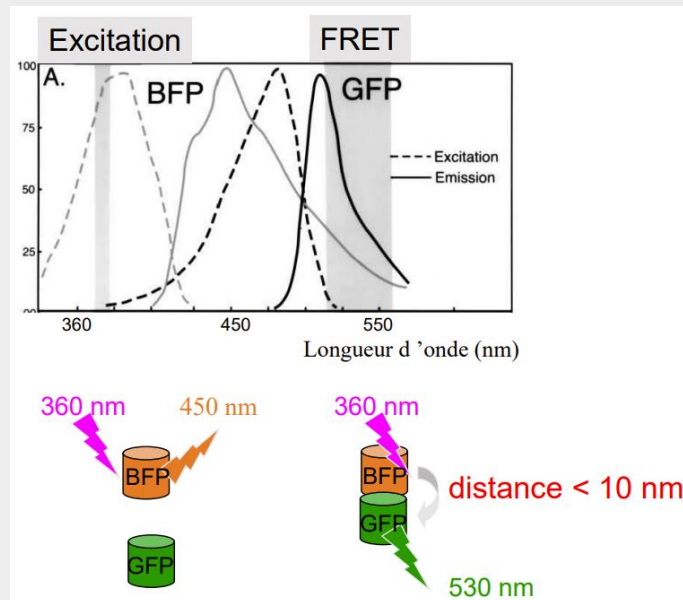 Excitation FRET
100 A. BFP GFP
75
Excitation
Emission
50
25
00
360 450 550
Longueur d ’onde (nm)
360 nm 450 nm 360 nm
BFP BFP
distance < 10 nm
GFP GFP
530 nm